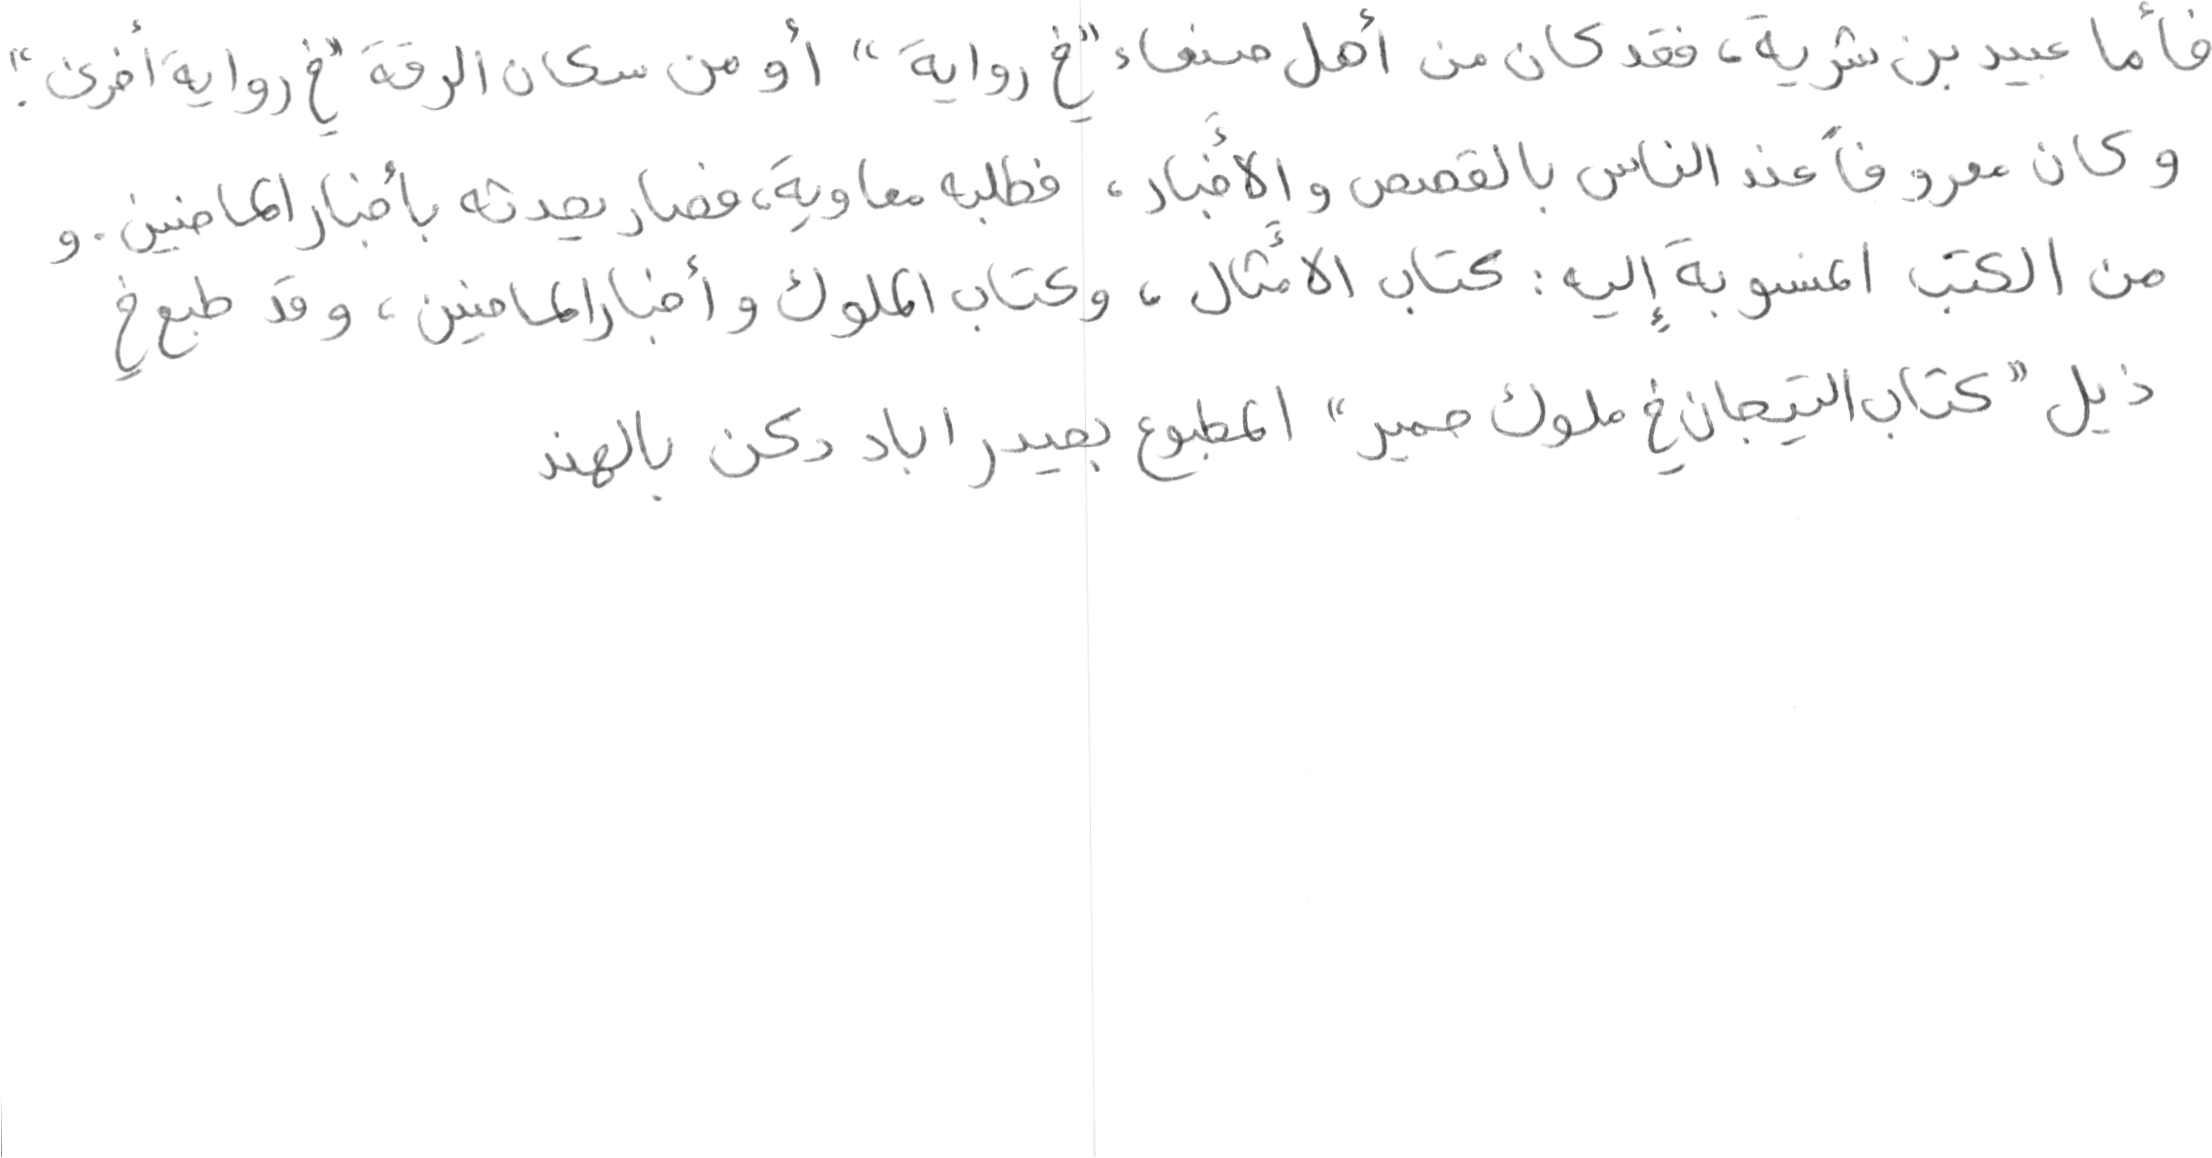 فأما عبيد بن شرية، فقد كان من أهل صنعاء "في رواية" أو من سكان الرقة "في رواية أخرى"؛
وكان معروفاً عند الناس بالقصص والأخبار، فطلبه معاوية، فصار يحدثه بأخبار الماضين. و
من الكتب المنسوبة إليه: كتاب الأمثال، وكتاب الملوك وأخبار الماضين، وقد طبع في
ذيل "كتاب التيجان في ملوك حمير" المطبوع بحيدر اباد دكن بالهند